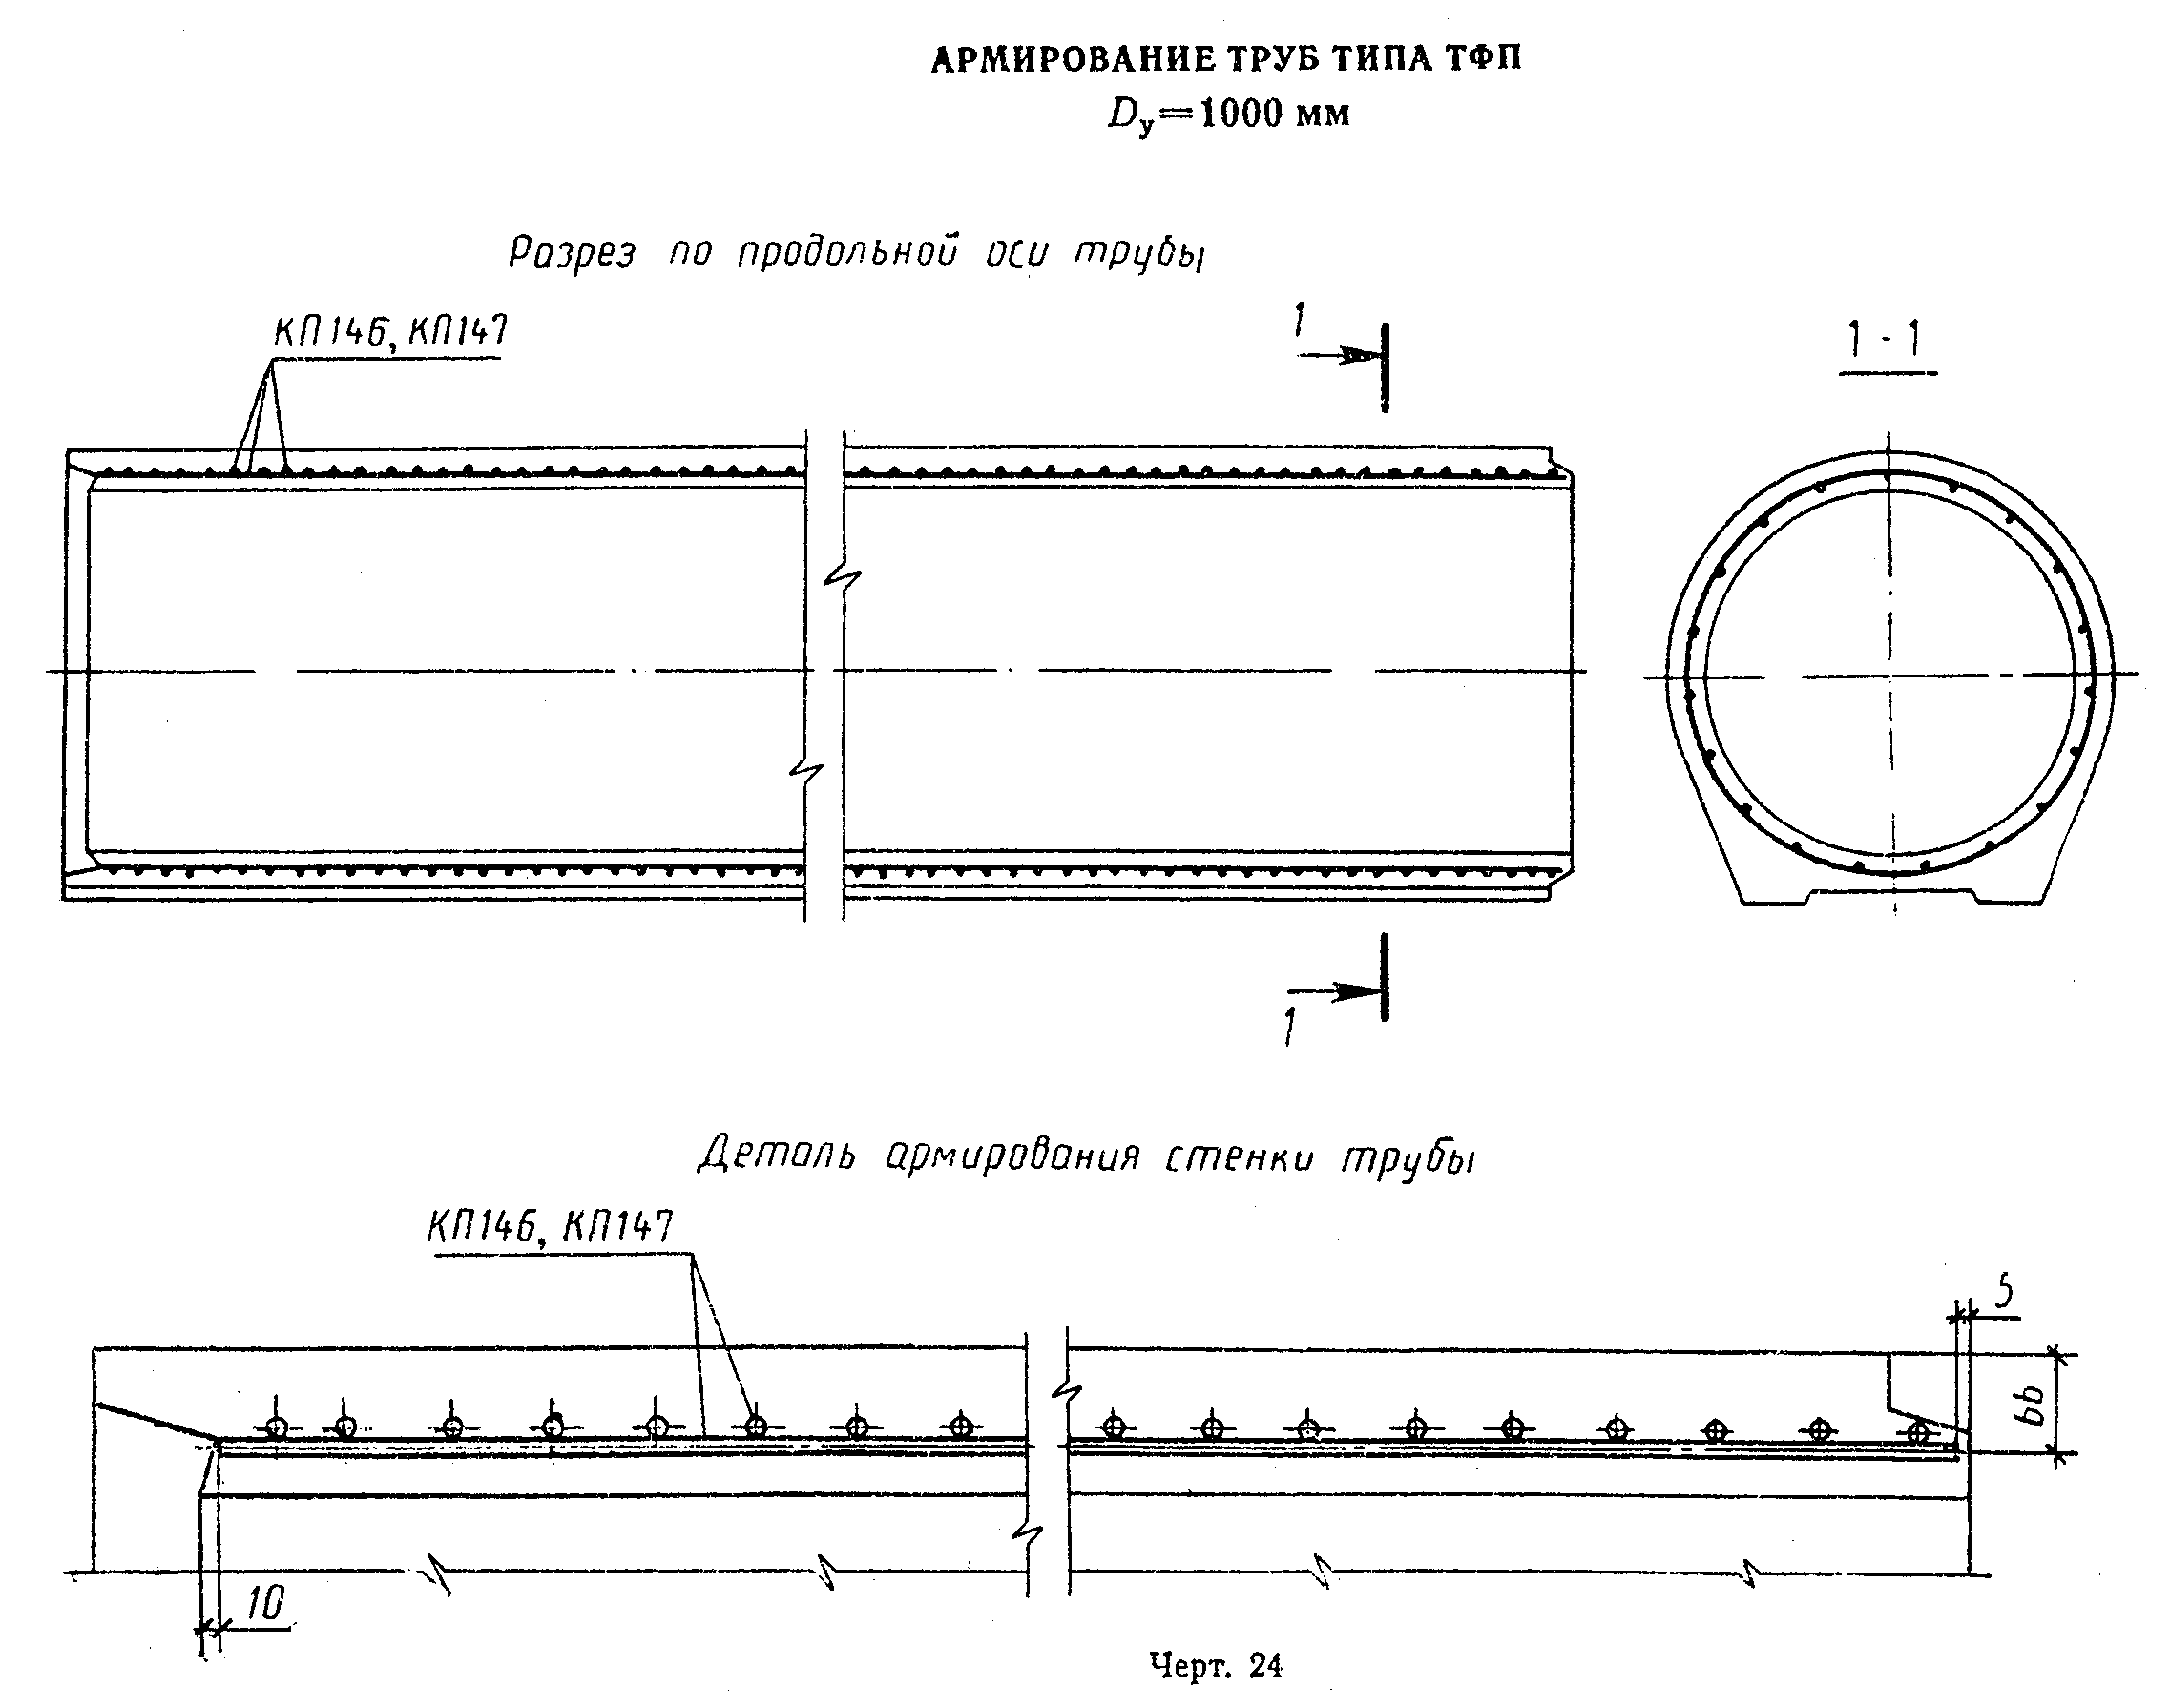 АРМИРОВАНИЕ ТРУБ ТИПА ТФП
Dу=1000 мм
Разрез по продольной оси трубы
КП146, КП147
1
1-1
1
Деталь армирования стенки трубы
КП146, КП147
5
66
10
Черт. 24